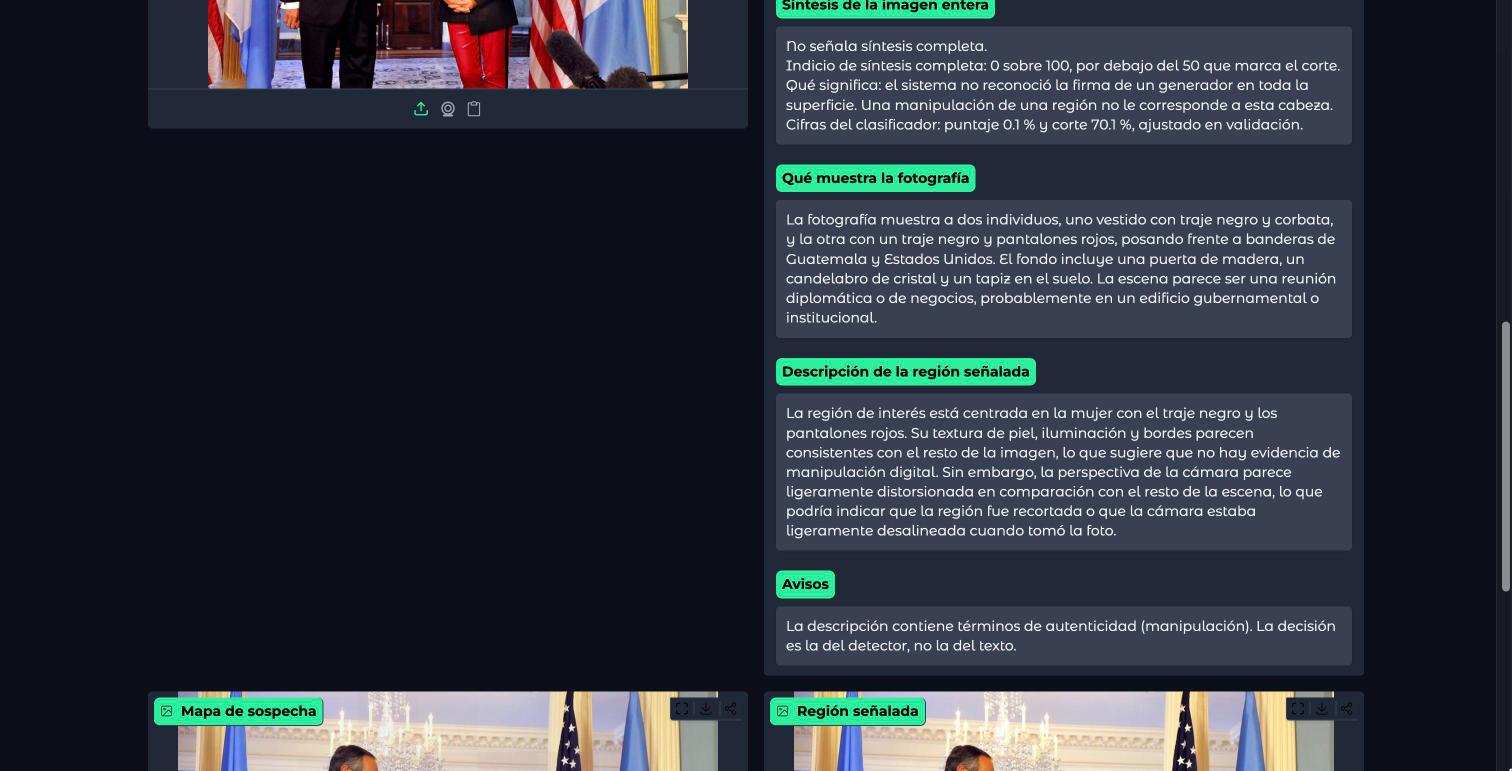 Síntesis de la imagen entera
No señala síntesis completa.
Indicio de síntesis completa: 0 sobre 100, por debajo del 50 que marca el corte.
Qué significa: el sistema no reconoció la firma de un generador en toda la
superficie. Una manipulación de una región no le corresponde a esta cabeza.
Cifras del clasificador: puntaje 0.1 % y corte 70.1 %, ajustado en validación.
Qué muestra la fotografía
La fotografía muestra a dos individuos, uno vestido con traje negro y corbata,
y la otra con un traje negro y pantalones rojos, posando frente a banderas de
Guatemala y Estados Unidos. El fondo incluye una puerta de madera, un
candelabro de cristal y un tapiz en el suelo. La escena parece ser una reunión
diplomática o de negocios, probablemente en un edificio gubernamental o
institucional.
Descripción de la región señalada
La región de interés está centrada en la mujer con el traje negro y los
pantalones rojos. Su textura de piel, iluminación y bordes parecen
consistentes con el resto de la imagen, lo que sugiere que no hay evidencia de
manipulación digital. Sin embargo, la perspectiva de la cámara parece
ligeramente distorsionada en comparación con el resto de la escena, lo que
podría indicar que la región fue recortada o que la cámara estaba
ligeramente desalineada cuando tomó la foto.
Avisos
La descripción contiene términos de autenticidad (manipulación). La decisión
es la del detector, no la del texto.
Mapa de sospecha
Región señalada